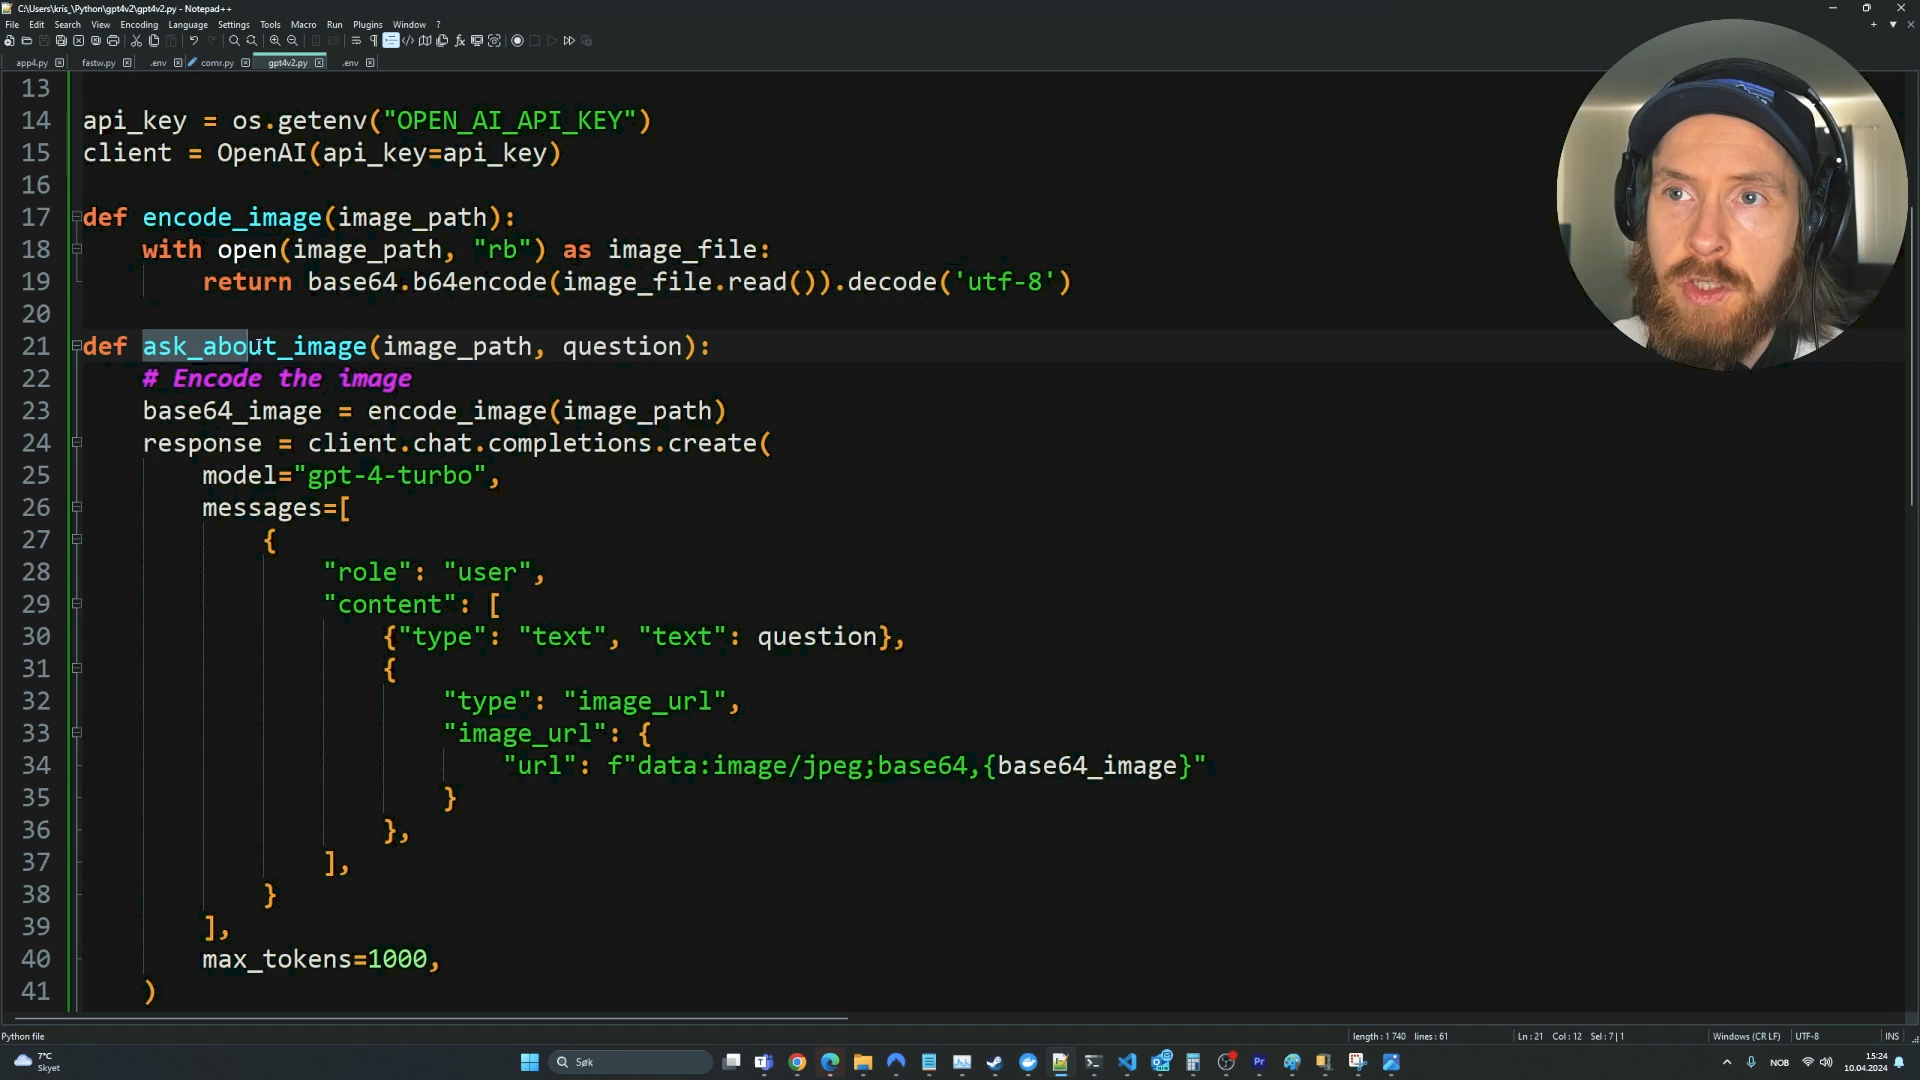 C:\Users\kris_\Python\gpt4v2\gpt4v2.py - Notepad++
File Edit Search View Encoding Language Settings Tools Macro Run Plugins Window ?
app4.py fastw.py .env comr.py gpt4v2.py .env
13
14 api_key = os.getenv("OPEN_AI_API_KEY")
15 client = OpenAI(api_key=api_key)
16
17 def encode_image(image_path):
18 with open(image_path, "rb") as image_file:
19 return base64.b64encode(image_file.read()).decode('utf-8')
20
21 def ask_about_image(image_path, question):
22 # Encode the image
23 base64_image = encode_image(image_path)
24 response = client.chat.completions.create(
25 model="gpt-4-turbo",
26 messages=[
27 {
28 "role": "user",
29 "content": [
30 {"type": "text", "text": question},
31 {
32 "type": "image_url",
33 "image_url": {
34 "url": f"data:image/jpeg;base64,{base64_image}"
35 }
36 },
37 ],
38 }
39 ],
40 max_tokens=1000,
41 )
Python file length : 1 740 lines : 61 Ln : 21 Col : 12 Sel : 7 | 1 Windows (CR LF) UTF-8 INS
7°C
Skyet
Søk
NOB
15:24
10.04.2024